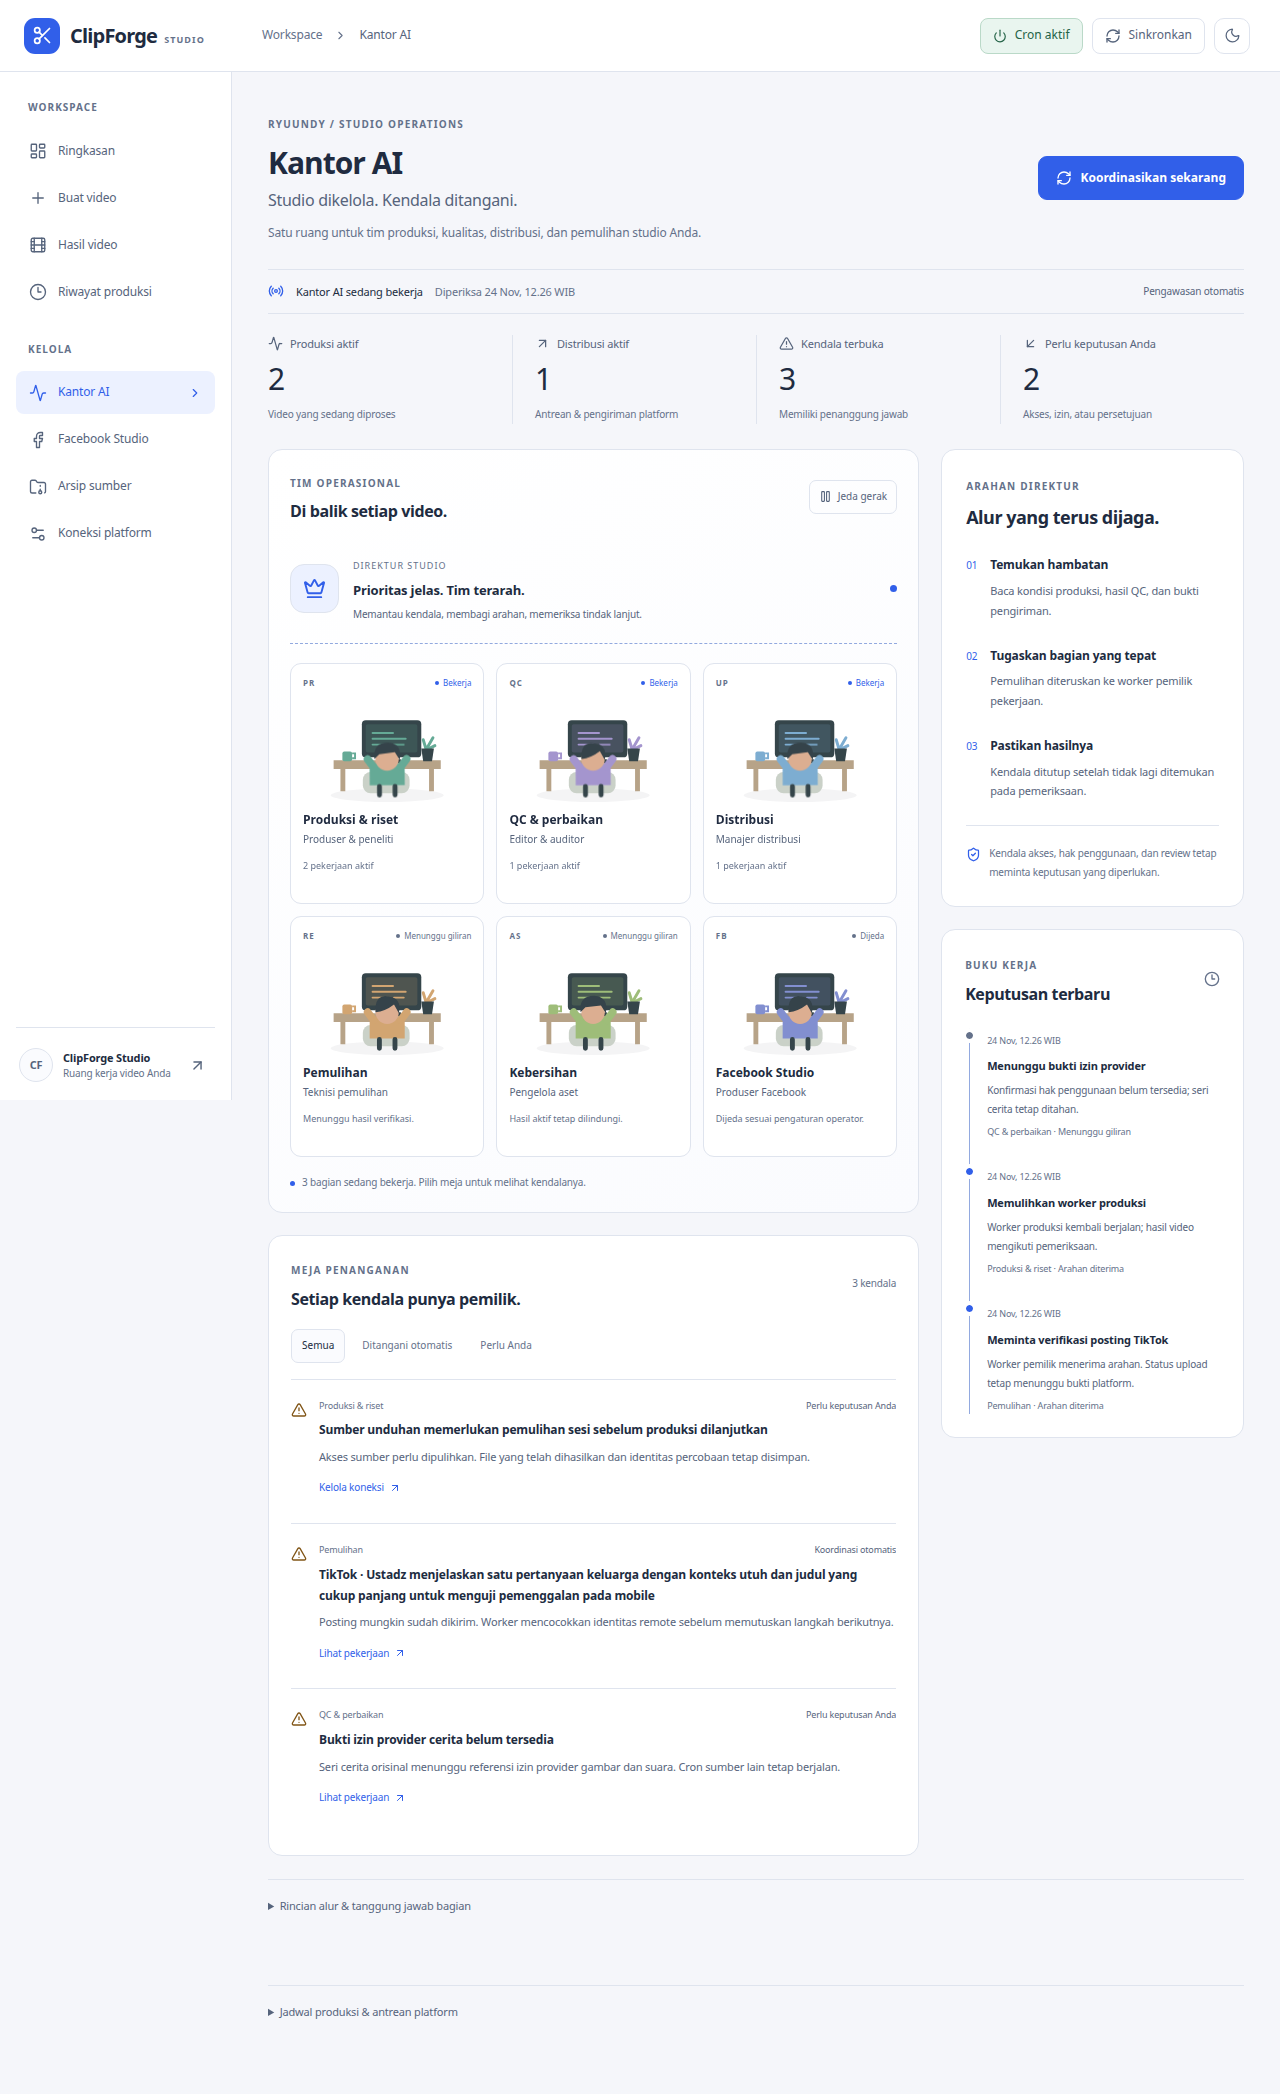 ClipForge STUDIO
Workspace > Kantor AI
Cron aktif
Sinkronkan
WORKSPACE
Ringkasan
Buat video
Hasil video
Riwayat produksi
KELOLA
Kantor AI
Facebook Studio
Arsip sumber
Koneksi platform
CF
ClipForge Studio
Ruang kerja video Anda
RYUUNDY / STUDIO OPERATIONS
Kantor AI
Studio dikelola. Kendala ditangani.
Satu ruang untuk tim produksi, kualitas, distribusi, dan pemulihan studio Anda.
Koordinasikan sekarang
Kantor AI sedang bekerja Diperiksa 24 Nov, 12.26 WIB
Pengawasan otomatis
Produksi aktif
2
Video yang sedang diproses
Distribusi aktif
1
Antrean & pengiriman platform
Kendala terbuka
3
Memiliki penanggung jawab
Perlu keputusan Anda
2
Akses, izin, atau persetujuan
TIM OPERASIONAL
Di balik setiap video.
Jeda gerak
DIREKTUR STUDIO
Prioritas jelas. Tim terarah.
Memantau kendala, membagi arahan, memeriksa tindak lanjut.
PR
Bekerja
Produksi & riset
Produser & peneliti
2 pekerjaan aktif
QC
Bekerja
QC & perbaikan
Editor & auditor
1 pekerjaan aktif
UP
Bekerja
Distribusi
Manajer distribusi
1 pekerjaan aktif
RE
Menunggu giliran
Pemulihan
Teknisi pemulihan
Menunggu hasil verifikasi.
AS
Menunggu giliran
Kebersihan
Pengelola aset
Hasil aktif tetap dilindungi.
FB
Dijeda
Facebook Studio
Produser Facebook
Dijeda sesuai pengaturan operator.
3 bagian sedang bekerja. Pilih meja untuk melihat kendalanya.
ARAHAN DIREKTUR
Alur yang terus dijaga.
01 Temukan hambatan
Baca kondisi produksi, hasil QC, dan bukti
pengiriman.
02 Tugaskan bagian yang tepat
Pemulihan diteruskan ke worker pemilik
pekerjaan.
03 Pastikan hasilnya
Kendala ditutup setelah tidak lagi ditemukan
pada pemeriksaan.
Kendala akses, hak penggunaan, dan review tetap
meminta keputusan yang diperlukan.
BUKU KERJA
Keputusan terbaru
24 Nov, 12.26 WIB
Menunggu bukti izin provider
Konfirmasi hak penggunaan belum tersedia; seri
cerita tetap ditahan.
QC & perbaikan · Menunggu giliran
24 Nov, 12.26 WIB
Memulihkan worker produksi
Worker produksi kembali berjalan; hasil video
mengikuti pemeriksaan.
Produksi & riset · Arahan diterima
24 Nov, 12.26 WIB
Meminta verifikasi posting TikTok
Worker pemilik menerima arahan. Status upload
tetap menunggu bukti platform.
Pemulihan · Arahan diterima
MEJA PENANGANAN
Setiap kendala punya pemilik.
3 kendala
Semua
Ditangani otomatis
Perlu Anda
Produksi & riset
Perlu keputusan Anda
Sumber unduhan memerlukan pemulihan sesi sebelum produksi dilanjutkan
Akses sumber perlu dipulihkan. File yang telah dihasilkan dan identitas percobaan tetap disimpan.
Kelola koneksi
Pemulihan
Koordinasi otomatis
TikTok · Ustadz menjelaskan satu pertanyaan keluarga dengan konteks utuh dan judul yang
cukup panjang untuk menguji pemenggalan pada mobile
Posting mungkin sudah dikirim. Worker mencocokkan identitas remote sebelum memutuskan langkah berikutnya.
Lihat pekerjaan
QC & perbaikan
Perlu keputusan Anda
Bukti izin provider cerita belum tersedia
Seri cerita orisinal menunggu referensi izin provider gambar dan suara. Cron sumber lain tetap berjalan.
Lihat pekerjaan
Rincian alur & tanggung jawab bagian
Jadwal produksi & antrean platform